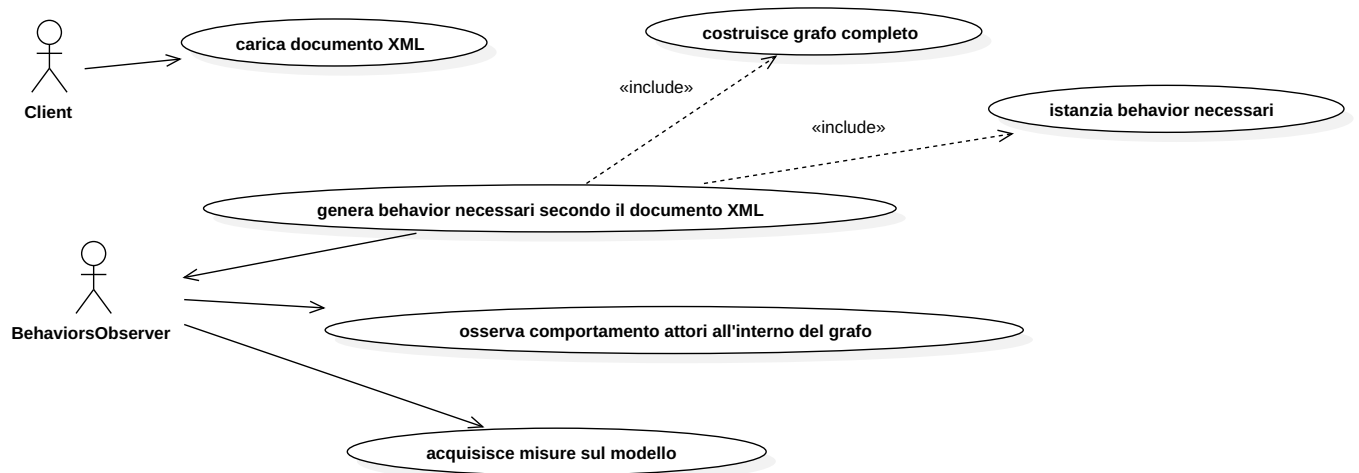 carica documento XML
costruisce grafo completo
«include»
Client
istanzia behavior necessari
«include»
genera behavior necessari secondo il documento XML
BehaviorsObserver
osserva comportamento attori all'interno del grafo
acquisisce misure sul modello